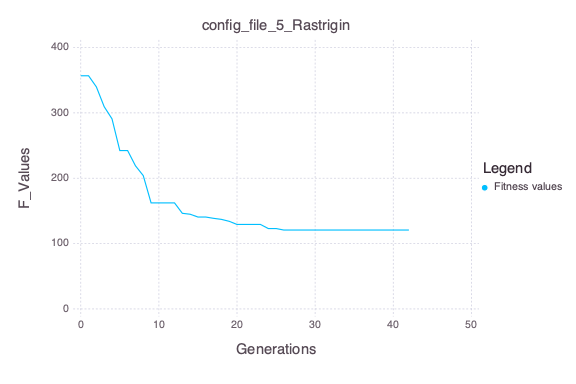 config_file_5_Rastrigin
400
300
200
100
0
F_Values
0 10 20 30 40 50
Generations
Legend
Fitness values